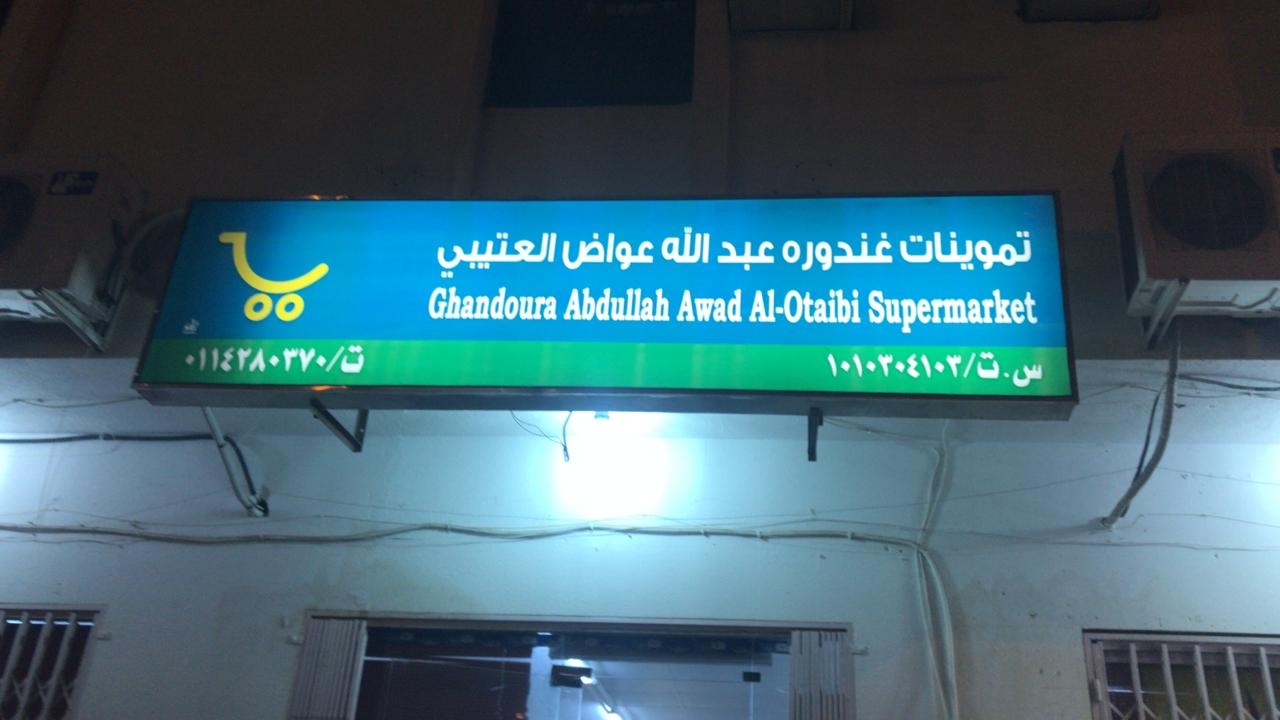 تموينات غندوره عبد الله عواض العتيبي
Ghandoura Abdullah Awad Al-Otaibi Supermarket
س.ت/١٠١٠٣٠٤١٠٣
ت/٠١١٤٢٨٠٣٧٠